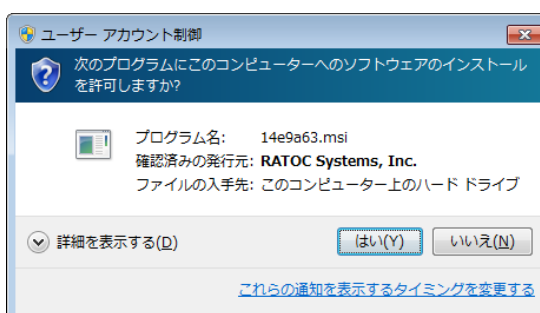 ユーザー アカウント制御
次のプログラムにこのコンピューターへのソフトウェアのインストール
を許可しますか?
プログラム名: 14e9a63.msi
確認済みの発行元: RATOC Systems, Inc.
ファイルの入手先: このコンピューター上のハード ドライブ
詳細を表示する(D)
はい(Y)
いいえ(N)
これらの通知を表示するタイミングを変更する